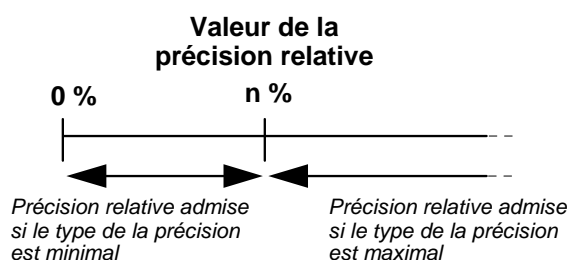 Valeur de la
précision relative
0 %
n %
Précision relative admise
si le type de la précision
est minimal
Précision relative admise
si le type de la précision
est maximal